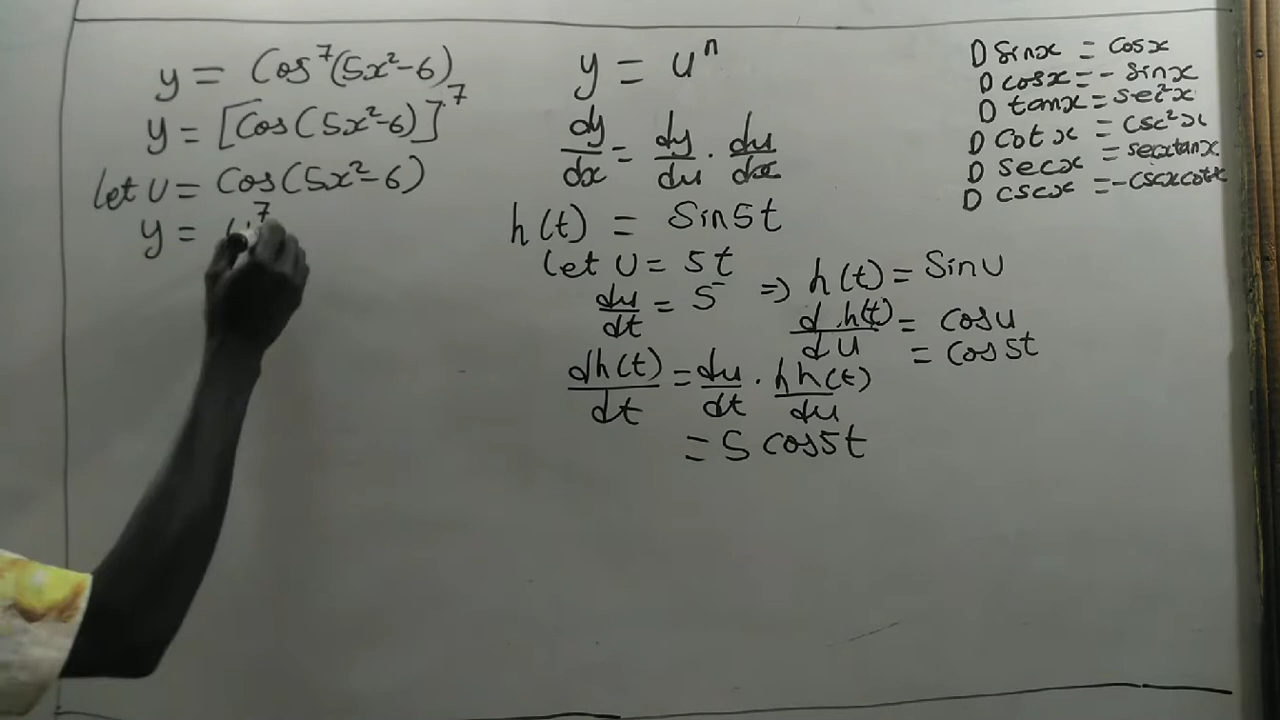 y = Cos⁷(5x²-6)
y = [Cos(5x²-6)]⁷
let U = Cos(5x²-6)
y = u⁷
y = uⁿ
dy/dx = dy/du · du/dx
h(t) = Sin5t
let U = 5t
du/dt = 5 ⇒ h(t) = SinU
d h(t)/dU = cosU
= cos5t
dh(t)/dt = du/dt · hh(t)/du
= 5 cos5t
D Sinx = Cosx
D cosx = - sinx
D tanx = sec²x
D Cotx = csc²x
D secx = secxtanx
D cscx = -cscxcotx